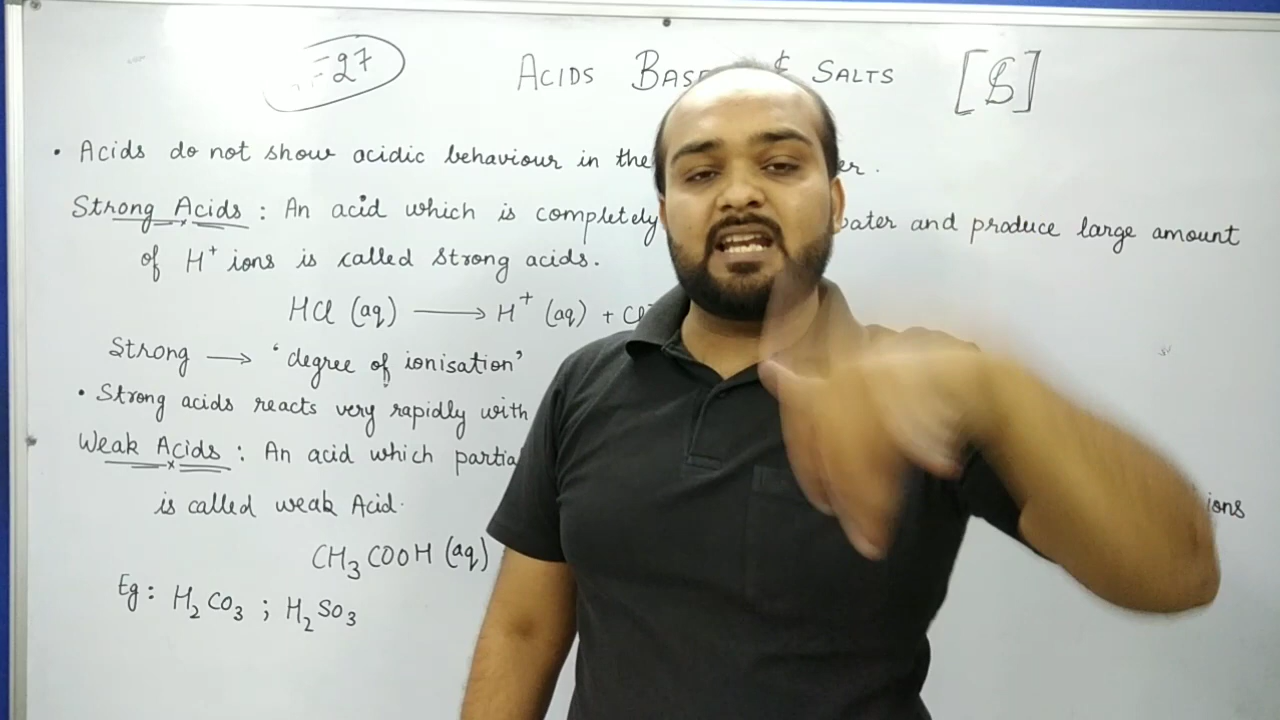 =27
ACIDS BAS & SALTS [$]
• Acids do not show acidic behaviour in the er.
Strong Acids : An acid which is completely water and produce large amount
of H⁺ ions is called Strong acids.
HCl (aq) ⟶ H⁺ (aq) + Cl⁻
Strong ⟶ 'degree of ionisation'
• Strong acids reacts very rapidly with
Weak Acids : An acid which partia ions
is called weak Acid.
CH₃COOH (aq)
Eg : H₂CO₃ ; H₂SO₃